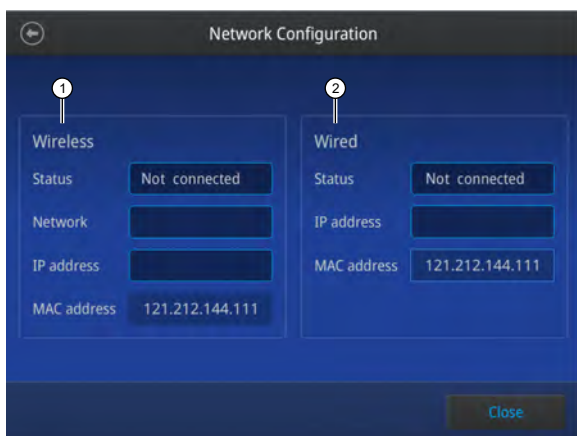 Network Configuration
1
2
Wireless
Status Not connected
Network
IP address
MAC address 121.212.144.111
Wired
Status Not connected
IP address
MAC address 121.212.144.111
Close